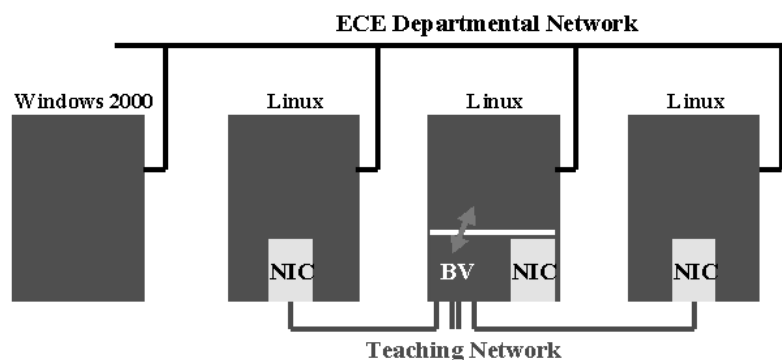 ECE Departmental Network
Windows 2000 Linux Linux Linux
NIC BV NIC NIC
Teaching Network